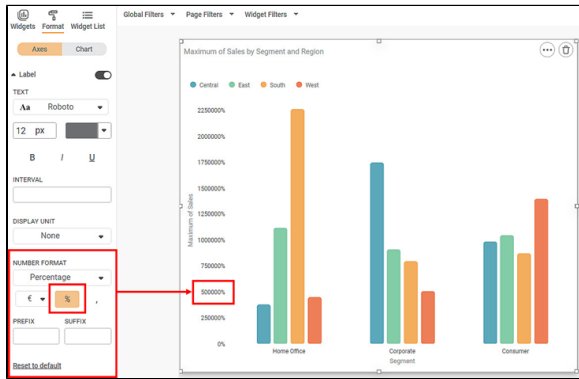 Widgets Format Widget List
Global Filters Page Filters Widget Filters
Axes Chart
Label
TEXT
Aa Roboto
12 px
B I U
INTERVAL
DISPLAY UNIT
None
NUMBER FORMAT
Percentage
€ % ,
PREFIX SUFFIX
Reset to default
Maximum of Sales by Segment and Region
Central East South West
Maximum of Sales
2250000%
2000000%
1750000%
1500000%
1250000%
1000000%
750000%
500000%
250000%
0%
Home Office Corporate Consumer
Segment